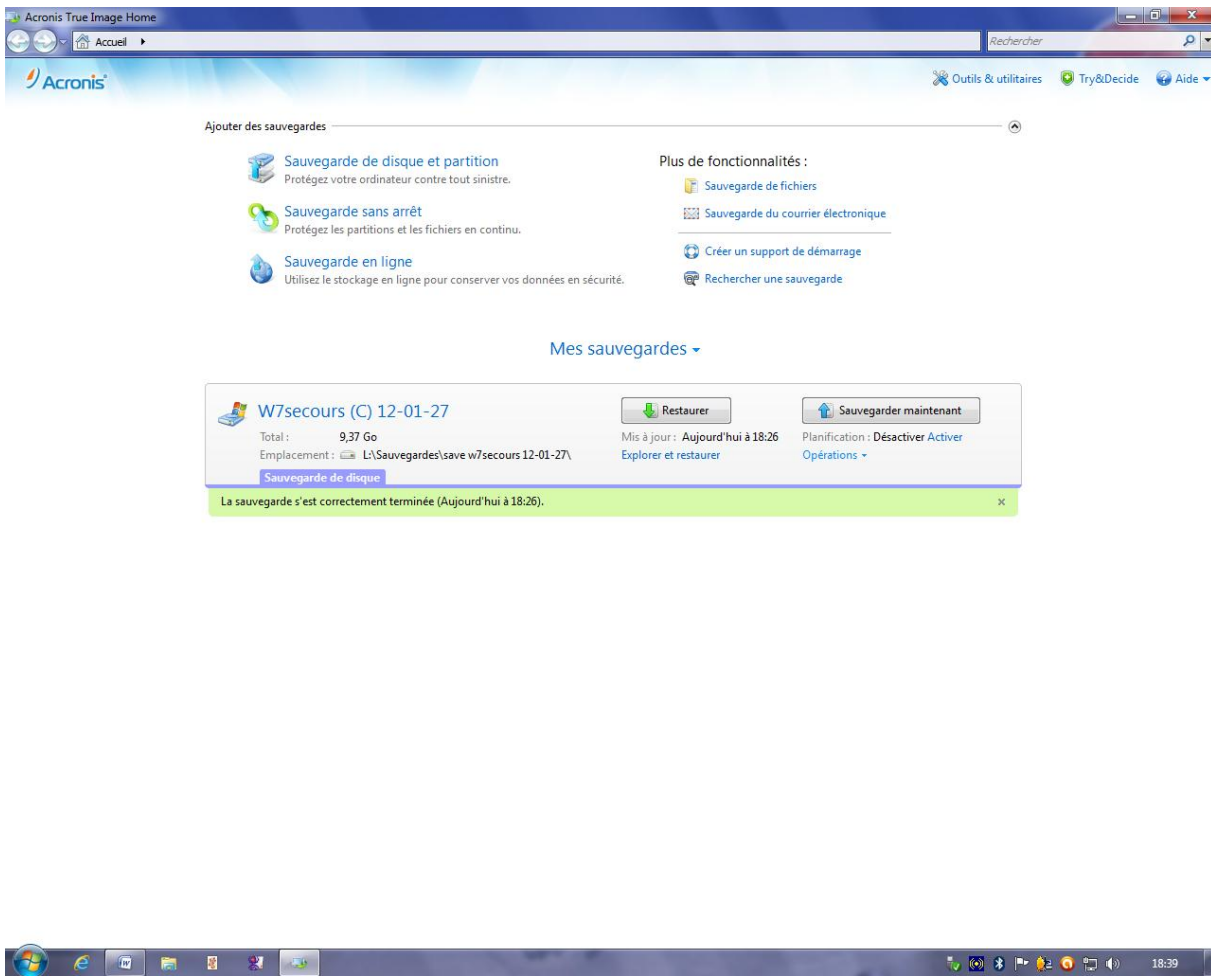 Acronis True Image Home
Accueil
Rechercher
Acronis
Outils & utilitaires
Try&Decide
Aide
Ajouter des sauvegardes
Sauvegarde de disque et partition
Protégez votre ordinateur contre tout sinistre.
Sauvegarde sans arrêt
Protégez les partitions et les fichiers en continu.
Sauvegarde en ligne
Utilisez le stockage en ligne pour conserver vos données en sécurité.
Plus de fonctionnalités :
Sauvegarde de fichiers
Sauvegarde du courrier électronique
Créer un support de démarrage
Rechercher une sauvegarde
Mes sauvegardes
W7secours (C) 12-01-27
Total : 9,37 Go
Emplacement : L:\Sauvegardes\save w7secours 12-01-27\
Sauvegarde de disque
Restaurer
Mis à jour : Aujourd'hui à 18:26
Explorer et restaurer
Sauvegarder maintenant
Planification : Désactiver Activer
Opérations
La sauvegarde s'est correctement terminée (Aujourd'hui à 18:26).
18:39